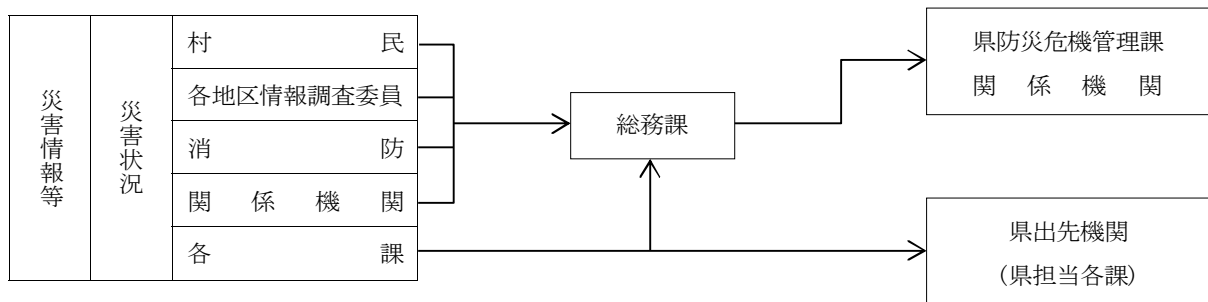 災害情報等
災害状況
村民
各地区情報調査委員
消防
関係機関
各課
総務課
県防災危機管理課
関係機関
県出先機関
(県担当各課)